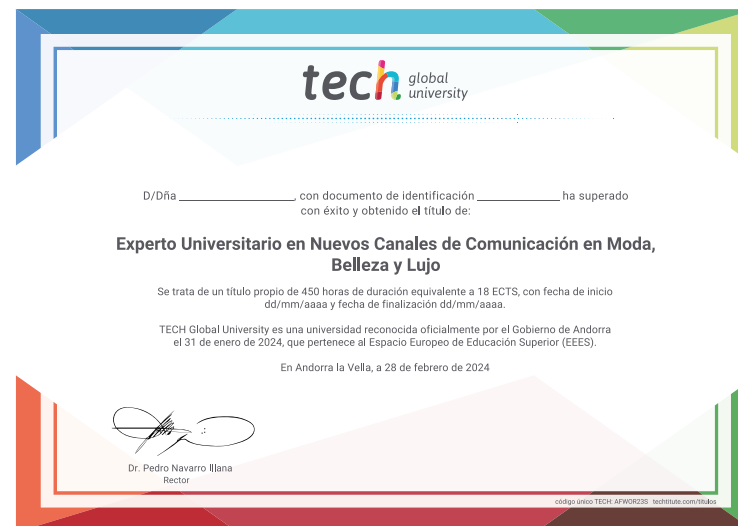 tech global
university
D/Dña ______________, con documento de identificación ______________ ha superado
con éxito y obtenido el título de:
Experto Universitario en Nuevos Canales de Comunicación en Moda,
Belleza y Lujo
Se trata de un título propio de 450 horas de duración equivalente a 18 ECTS, con fecha de inicio
dd/mm/aaaa y fecha de finalización dd/mm/aaaa.
TECH Global University es una universidad reconocida oficialmente por el Gobierno de Andorra
el 31 de enero de 2024, que pertenece al Espacio Europeo de Educación Superior (EEES).
En Andorra la Vella, a 28 de febrero de 2024
Dr. Pedro Navarro Illana
Rector
código único TECH: AFWOR23S techtitute.com/titulos